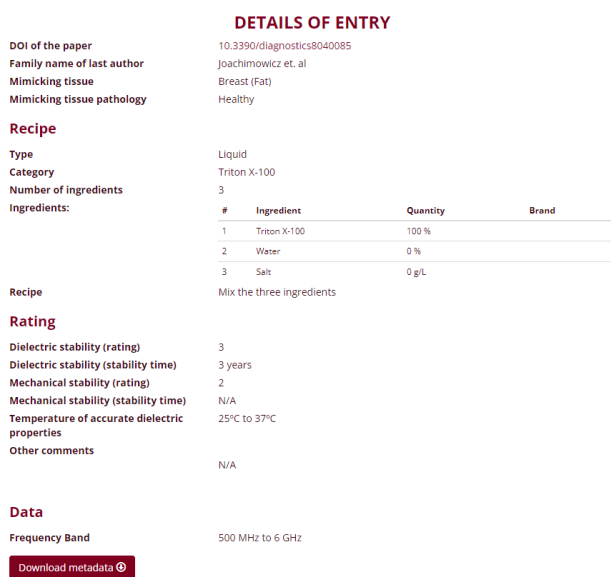 DETAILS OF ENTRY
DOI of the paper 10.3390/diagnostics8040085
Family name of last author Joachimowicz et. al
Mimicking tissue Breast (Fat)
Mimicking tissue pathology Healthy
Recipe
Type Liquid
Category Triton X-100
Number of ingredients 3
Ingredients:
# Ingredient Quantity Brand
1 Triton X-100 100 %
2 Water 0 %
3 Salt 0 g/L
Recipe Mix the three ingredients
Rating
Dielectric stability (rating) 3
Dielectric stability (stability time) 3 years
Mechanical stability (rating) 2
Mechanical stability (stability time) N/A
Temperature of accurate dielectric 25ºC to 37ºC
properties
Other comments
N/A
Data
Frequency Band 500 MHz to 6 GHz
Download metadata